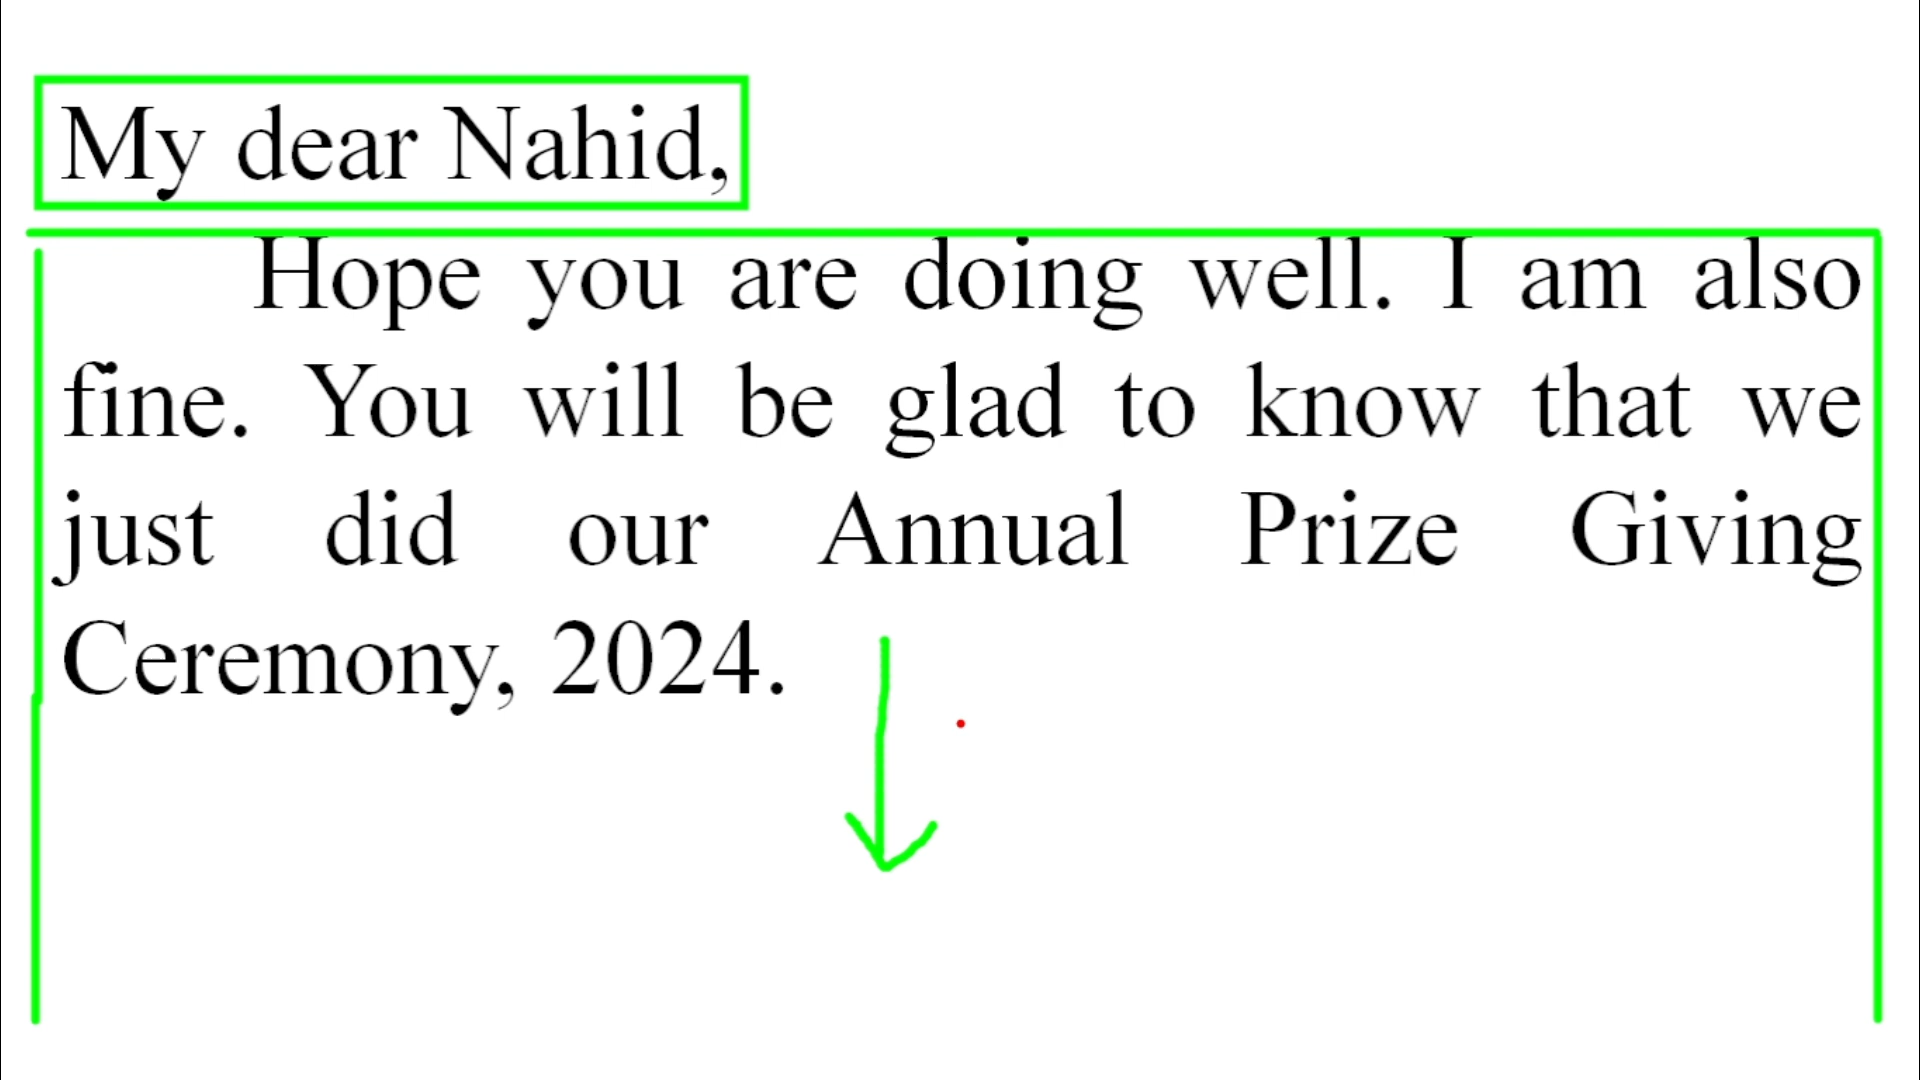 My dear Nahid,
Hope you are doing well. I am also
fine. You will be glad to know that we
just did our Annual Prize Giving
Ceremony, 2024.